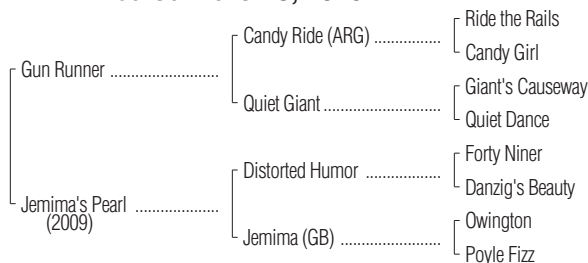 Ride the Rails
Candy Ride (ARG) ................
Candy Girl
Gun Runner ......................
Giant's Causeway
Quiet Giant .......................
Quiet Dance
Forty Niner
Distorted Humor ...............
Danzig's Beauty
Jemima's Pearl .................
(2009)
Owington
Jemima (GB) ....................
Poyle Fizz